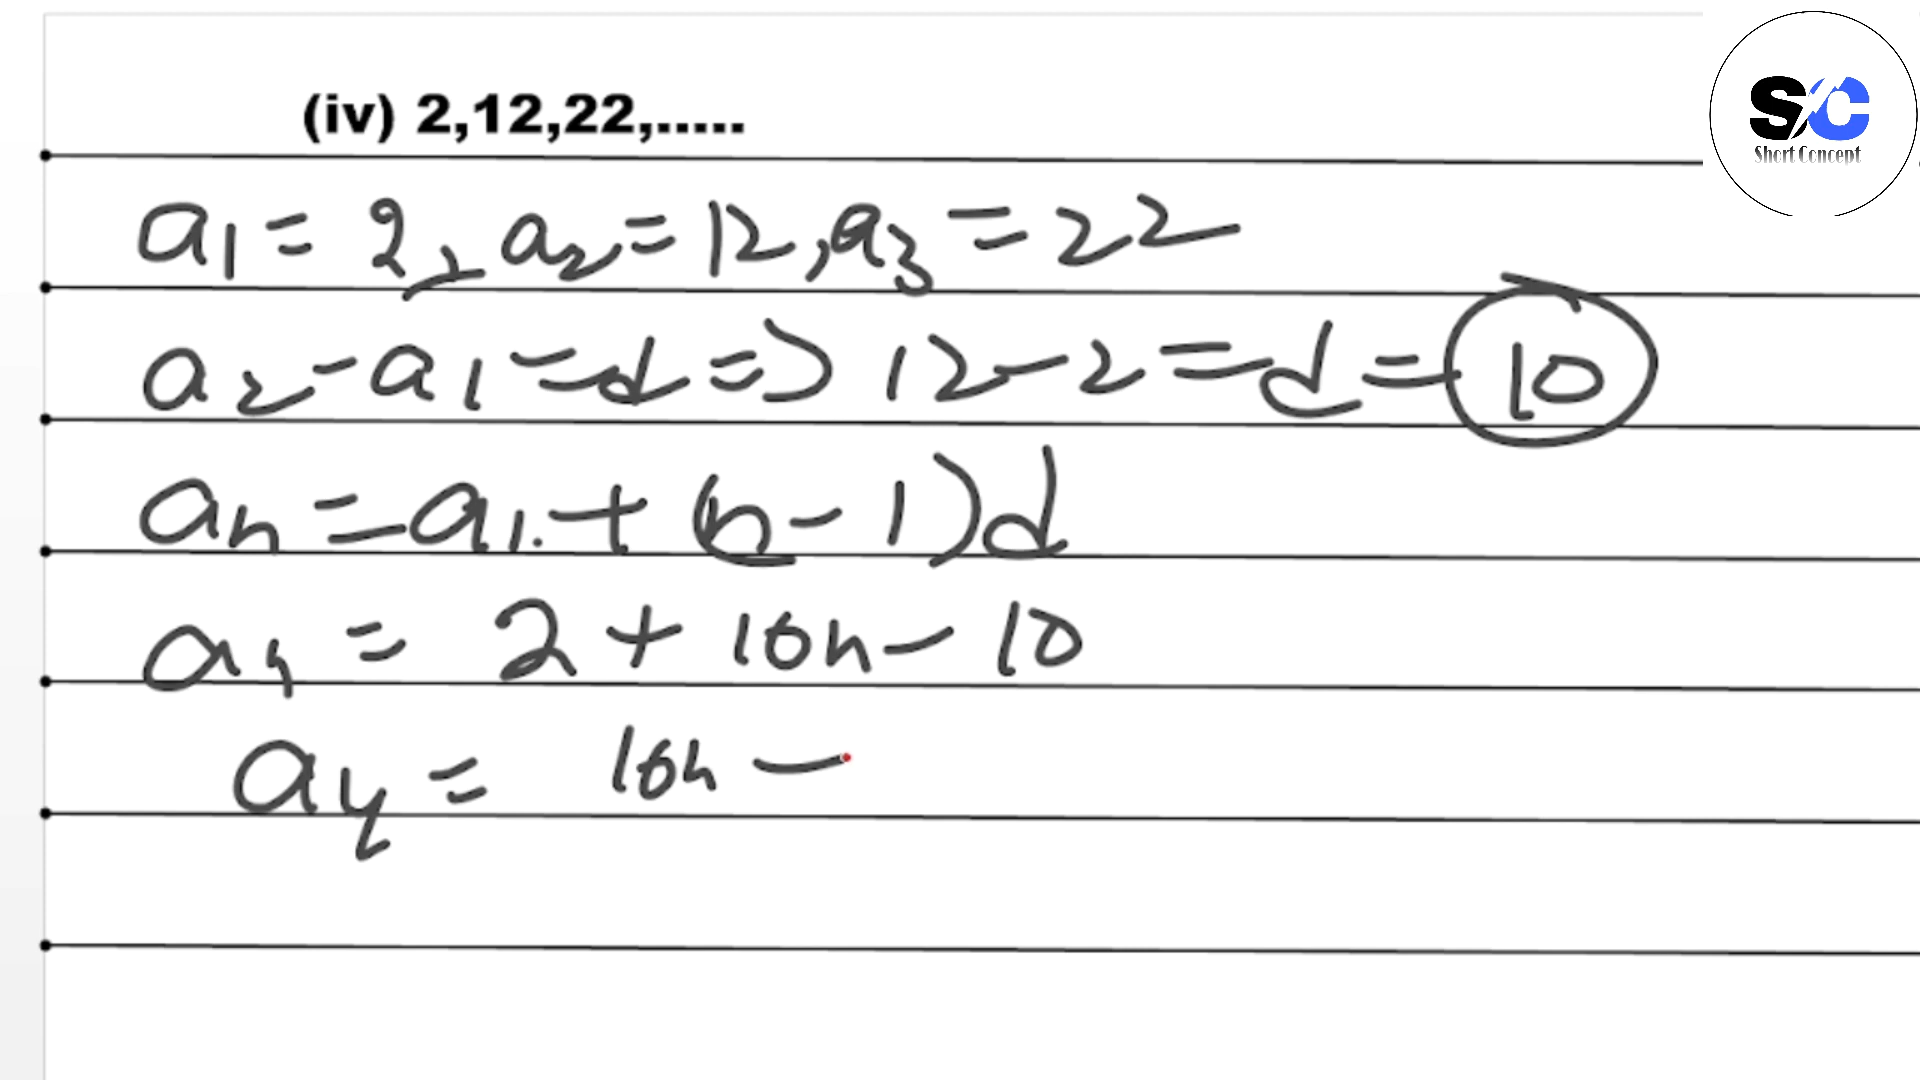 (iv) 2,12,22,.....
SC
Short Concept
a1 = 2, a2 = 12, a3 = 22
a2 - a1 = d => 12 - 2 = d = 10
an = a1 + (n - 1)d
an = 2 + 10n - 10
an = 10n -